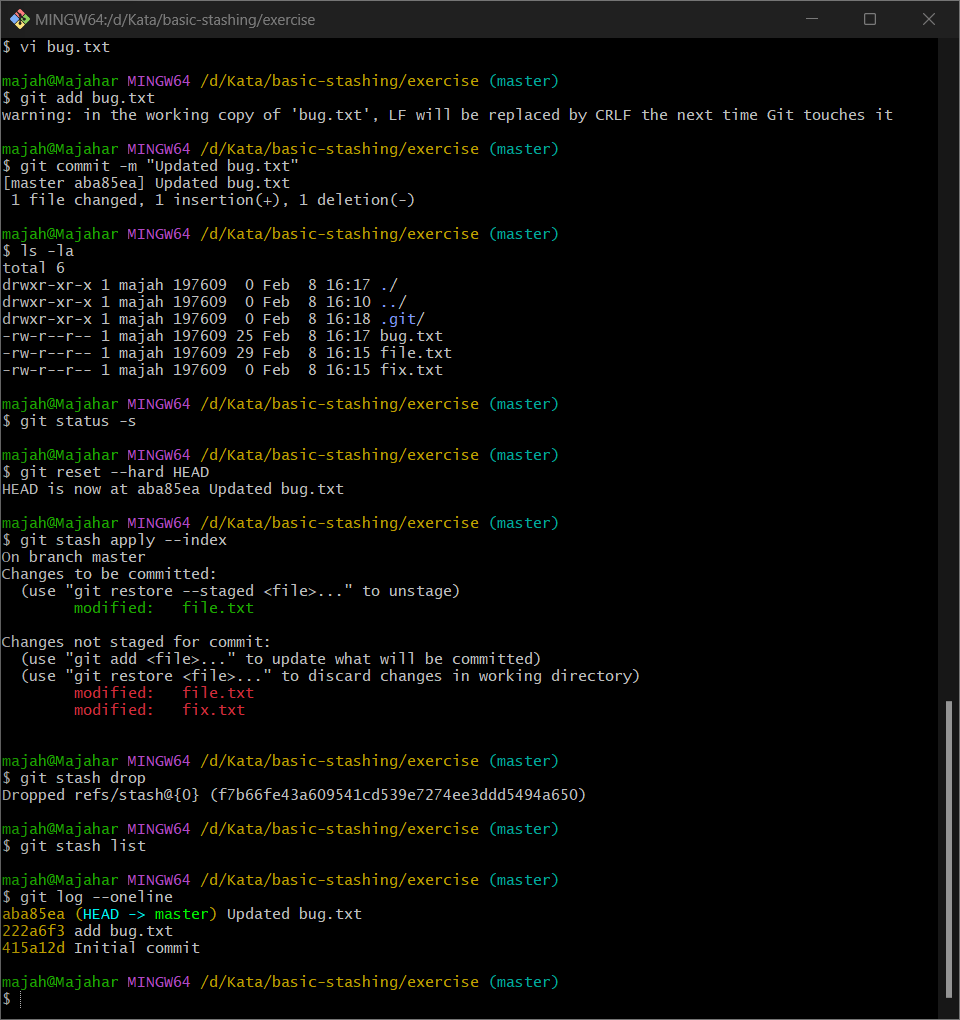 MINGW64:/d/Kata/basic-stashing/exercise
$ vi bug.txt
majah@Majahar MINGW64 /d/Kata/basic-stashing/exercise (master)
$ git add bug.txt
warning: in the working copy of 'bug.txt', LF will be replaced by CRLF the next time Git touches it
majah@Majahar MINGW64 /d/Kata/basic-stashing/exercise (master)
$ git commit -m "Updated bug.txt"
[master aba85ea] Updated bug.txt
 1 file changed, 1 insertion(+), 1 deletion(-)
majah@Majahar MINGW64 /d/Kata/basic-stashing/exercise (master)
$ ls -la
total 6
drwxr-xr-x 1 majah 197609  0 Feb  8 16:17 ./
drwxr-xr-x 1 majah 197609  0 Feb  8 16:10 ../
drwxr-xr-x 1 majah 197609  0 Feb  8 16:18 .git/
-rw-r--r-- 1 majah 197609 25 Feb  8 16:17 bug.txt
-rw-r--r-- 1 majah 197609 29 Feb  8 16:15 file.txt
-rw-r--r-- 1 majah 197609  0 Feb  8 16:15 fix.txt
majah@Majahar MINGW64 /d/Kata/basic-stashing/exercise (master)
$ git status -s
majah@Majahar MINGW64 /d/Kata/basic-stashing/exercise (master)
$ git reset --hard HEAD
HEAD is now at aba85ea Updated bug.txt
majah@Majahar MINGW64 /d/Kata/basic-stashing/exercise (master)
$ git stash apply --index
On branch master
Changes to be committed:
  (use "git restore --staged <file>..." to unstage)
        modified:   file.txt
Changes not staged for commit:
  (use "git add <file>..." to update what will be committed)
  (use "git restore <file>..." to discard changes in working directory)
        modified:   file.txt
        modified:   fix.txt
majah@Majahar MINGW64 /d/Kata/basic-stashing/exercise (master)
$ git stash drop
Dropped refs/stash@{0} (f7b66fe43a609541cd539e7274ee3ddd5494a650)
majah@Majahar MINGW64 /d/Kata/basic-stashing/exercise (master)
$ git stash list
majah@Majahar MINGW64 /d/Kata/basic-stashing/exercise (master)
$ git log --oneline
aba85ea (HEAD -> master) Updated bug.txt
222a6f3 add bug.txt
415a12d Initial commit
majah@Majahar MINGW64 /d/Kata/basic-stashing/exercise (master)
$